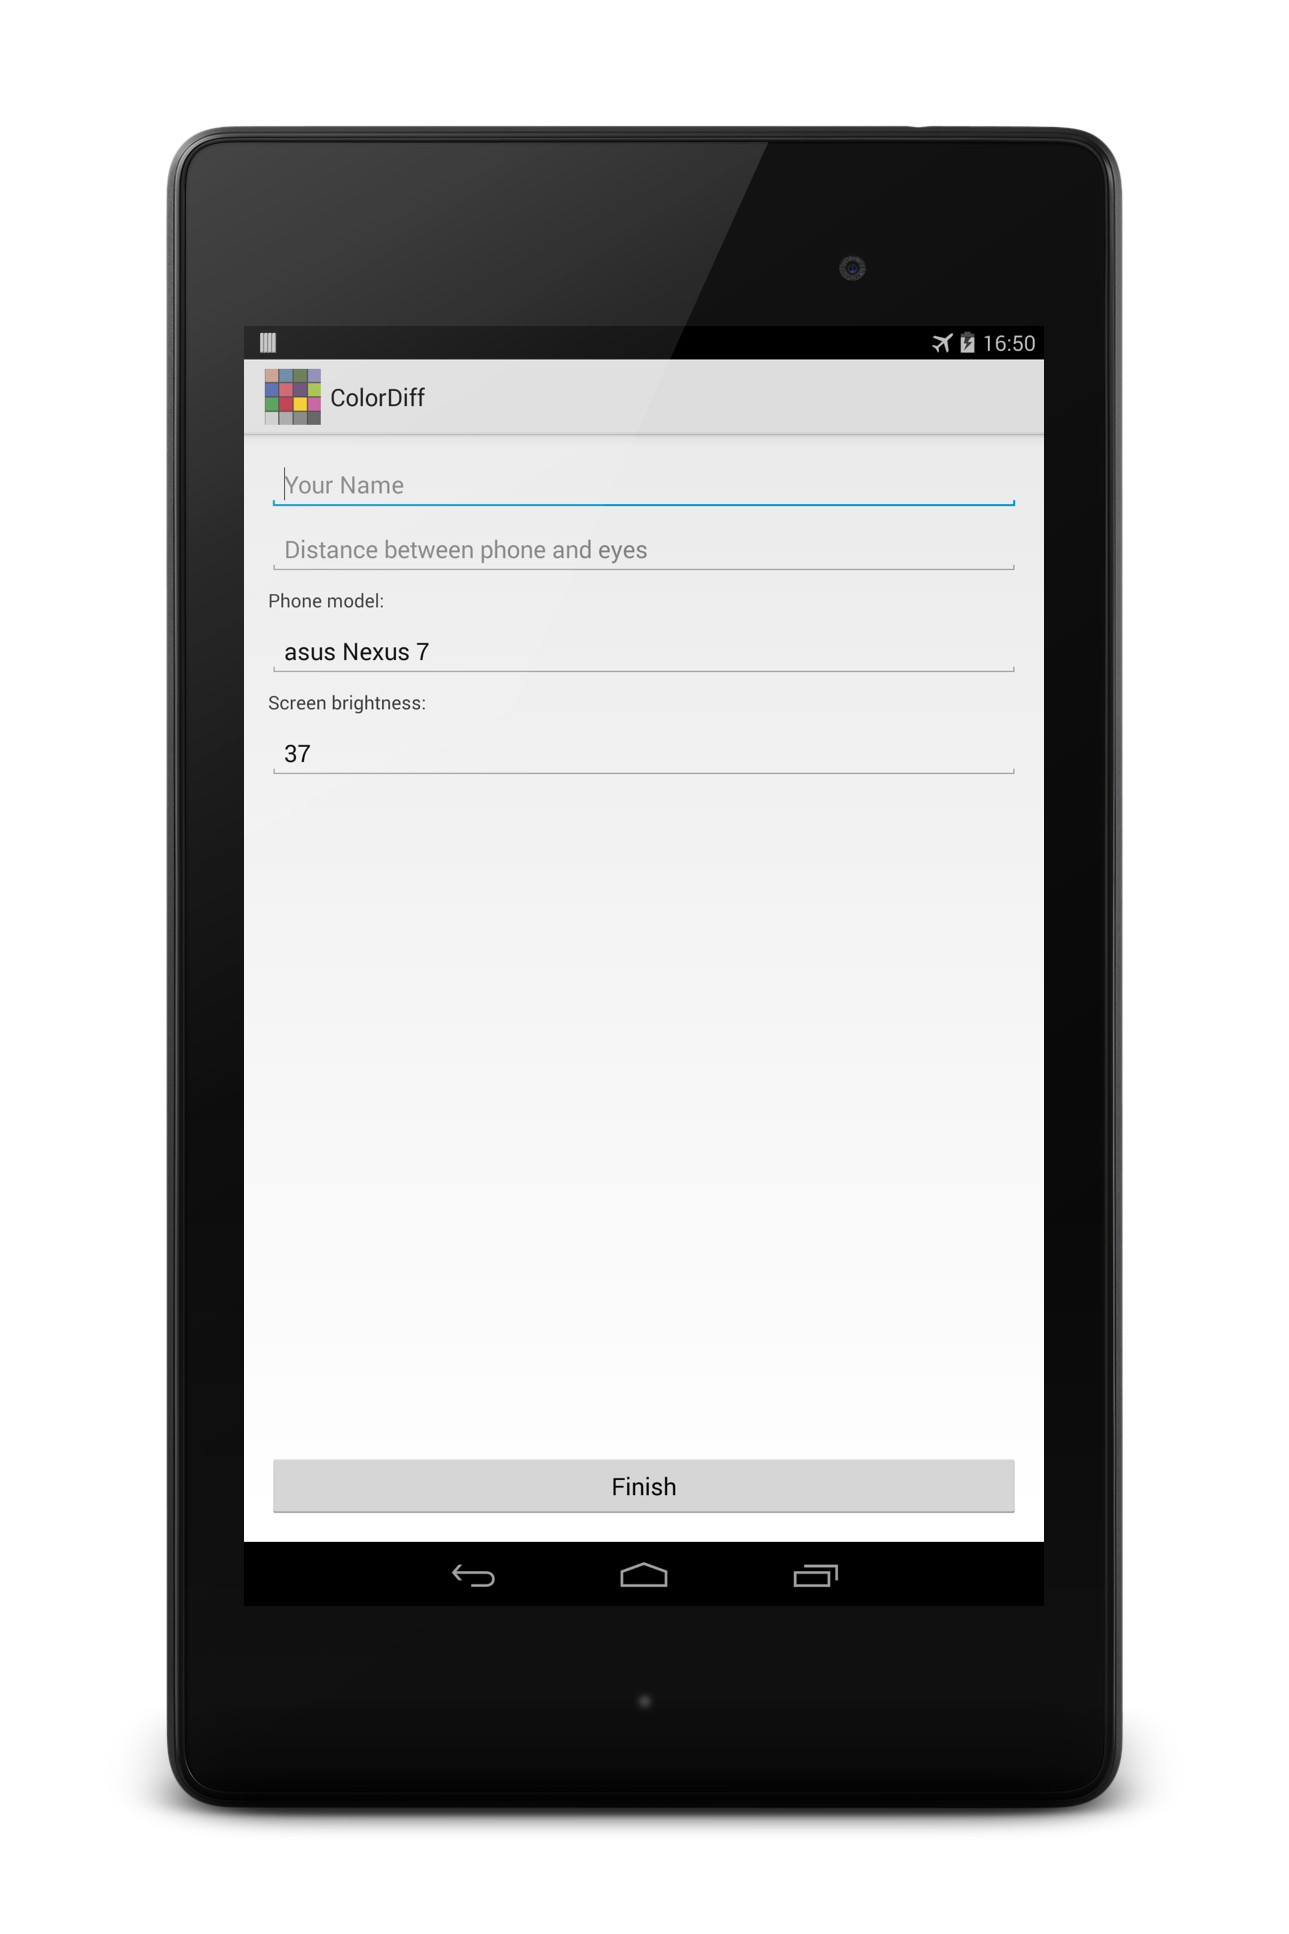 16:50
ColorDiff
Your Name
Distance between phone and eyes
Phone model:
asus Nexus 7
Screen brightness:
37
Finish